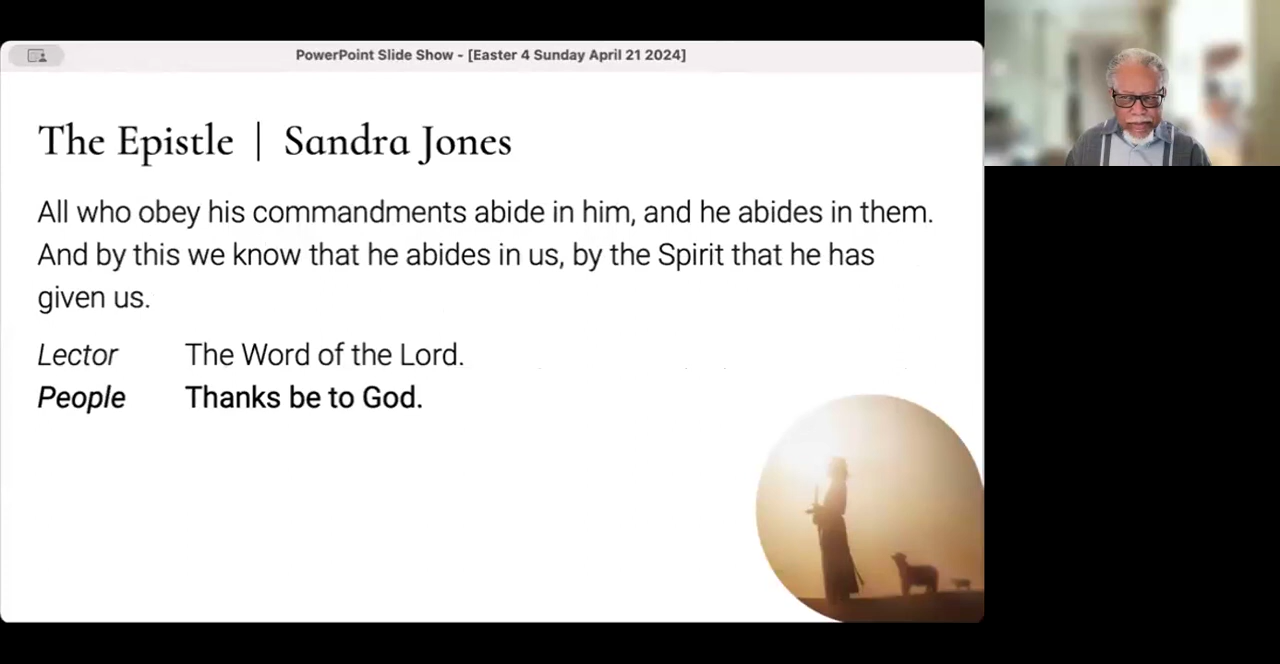 PowerPoint Slide Show - [Easter 4 Sunday April 21 2024]
The Epistle | Sandra Jones
All who obey his commandments abide in him, and he abides in them.
And by this we know that he abides in us, by the Spirit that he has
given us.
Lector The Word of the Lord.
People Thanks be to God.